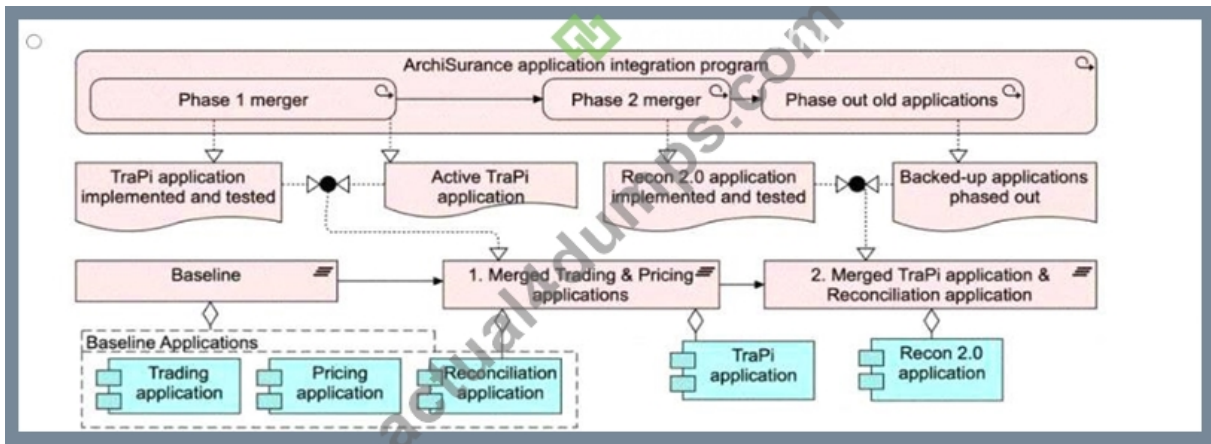 ArchiSurance application integration program
Phase 1 merger
Phase 2 merger
Phase out old applications
TraPi application
implemented and tested
Active TraPi
application
Recon 2.0 application
implemented and tested
Backed-up applications
phased out
Baseline
1. Merged Trading & Pricing
applications
2. Merged TraPi application &
Reconciliation application
Baseline Applications
Trading
application
Pricing
application
Reconciliation
application
TraPi
application
Recon 2.0
application
actual4dumps.com